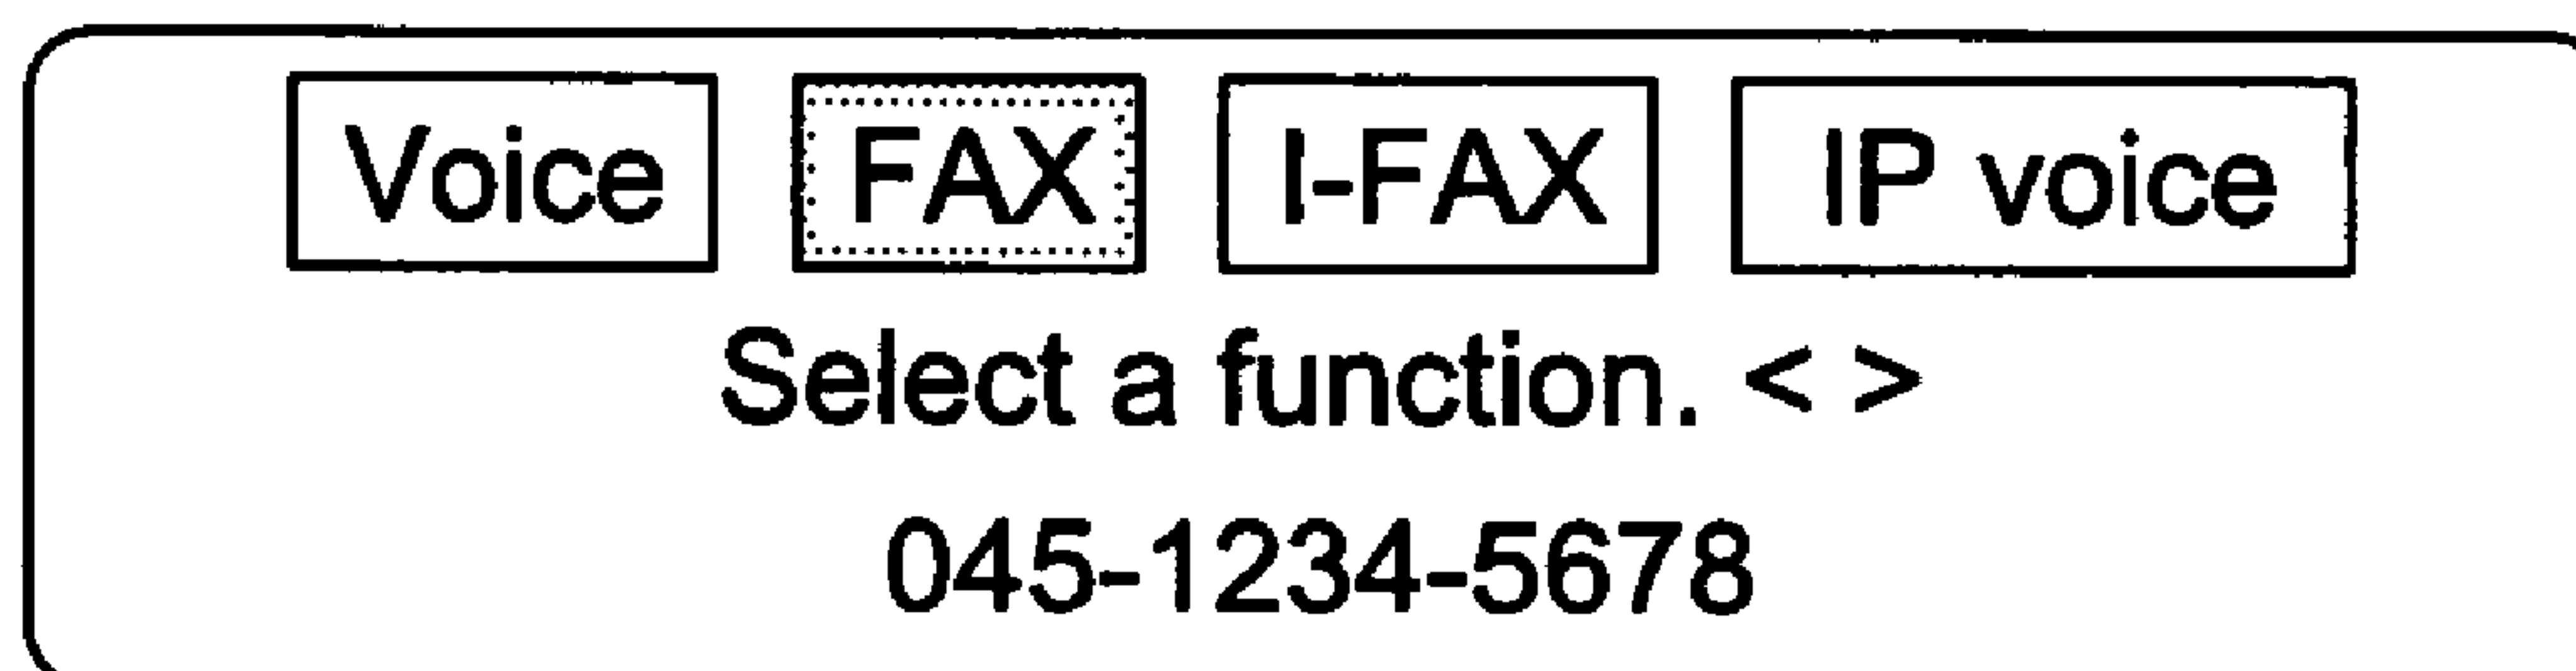 Voice FAX I-FAX IP voice
Select a function. < >
045-1234-5678